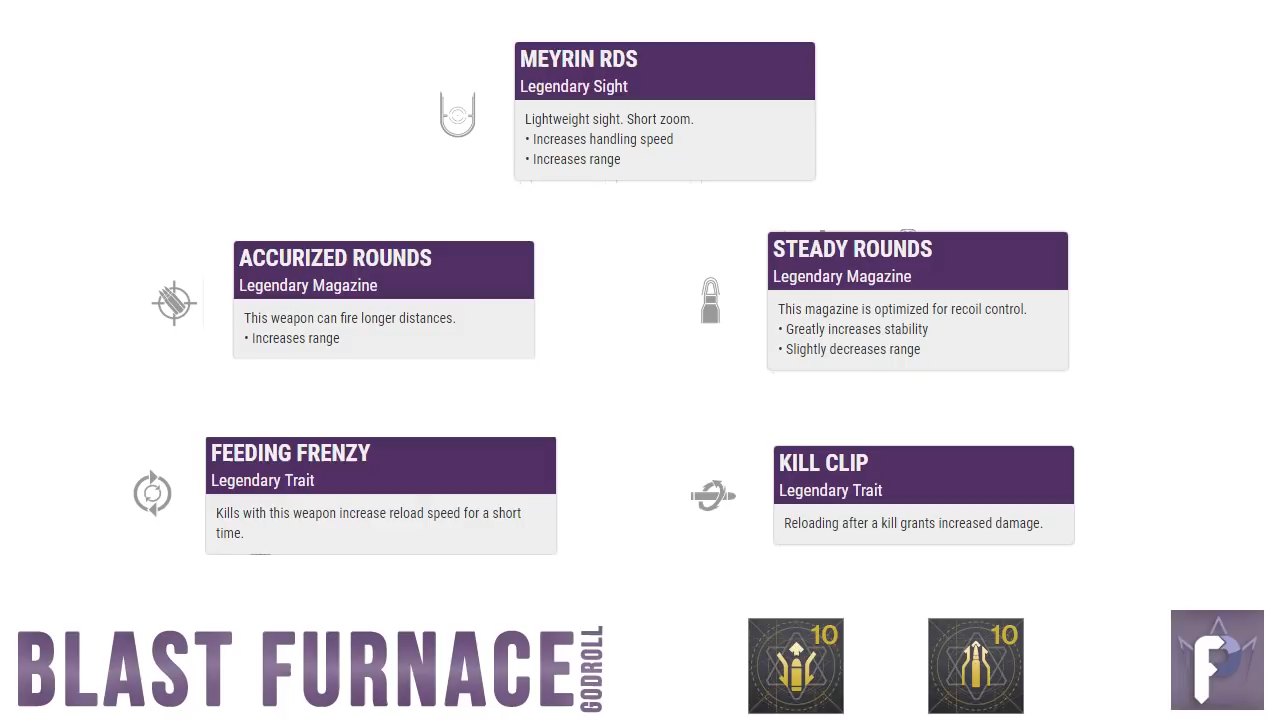 MEYRIN RDS
Legendary Sight
Lightweight sight. Short zoom.
• Increases handling speed
• Increases range
ACCURIZED ROUNDS
Legendary Magazine
This weapon can fire longer distances.
• Increases range
STEADY ROUNDS
Legendary Magazine
This magazine is optimized for recoil control.
• Greatly increases stability
• Slightly decreases range
FEEDING FRENZY
Legendary Trait
Kills with this weapon increase reload speed for a short
time.
KILL CLIP
Legendary Trait
Reloading after a kill grants increased damage.
BLAST FURNACE
GODROLL
10
10
F